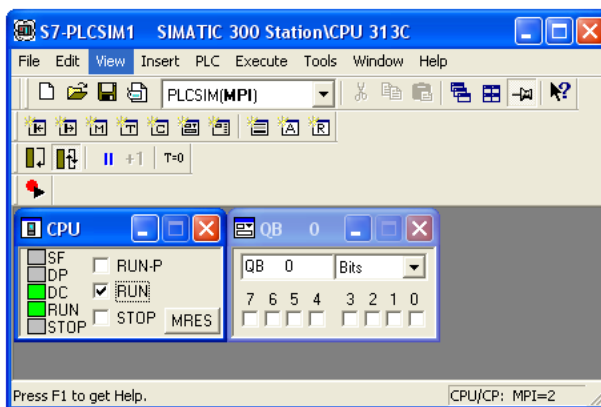 S7-PLCSIM1    SIMATIC 300 Station\CPU 313C
File Edit View Insert PLC Execute Tools Window Help
PLCSIM(MPI)
+1 T=0
CPU
SF
DP
DC
RUN
STOP
RUN-P
RUN
STOP MRES
QB 0
QB 0 Bits
7 6 5 4 3 2 1 0
Press F1 to get Help. CPU/CP: MPI=2